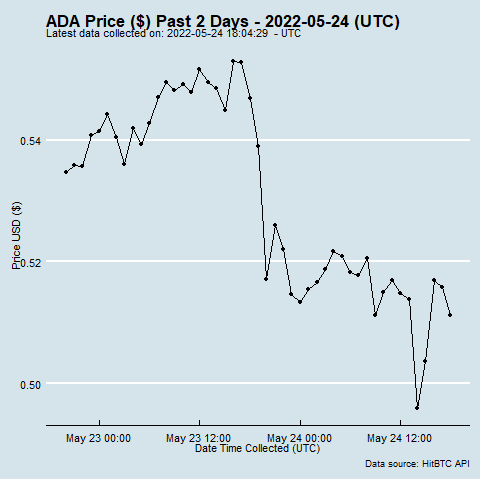 ADA Price ($) Past 2 Days - 2022-05-24 (UTC)
Latest data collected on: 2022-05-24 18:04:29 - UTC
Price USD ($)
0.54
0.52
0.50
May 23 00:00 May 23 12:00 May 24 00:00 May 24 12:00
Date Time Collected (UTC)
Data source: HitBTC API